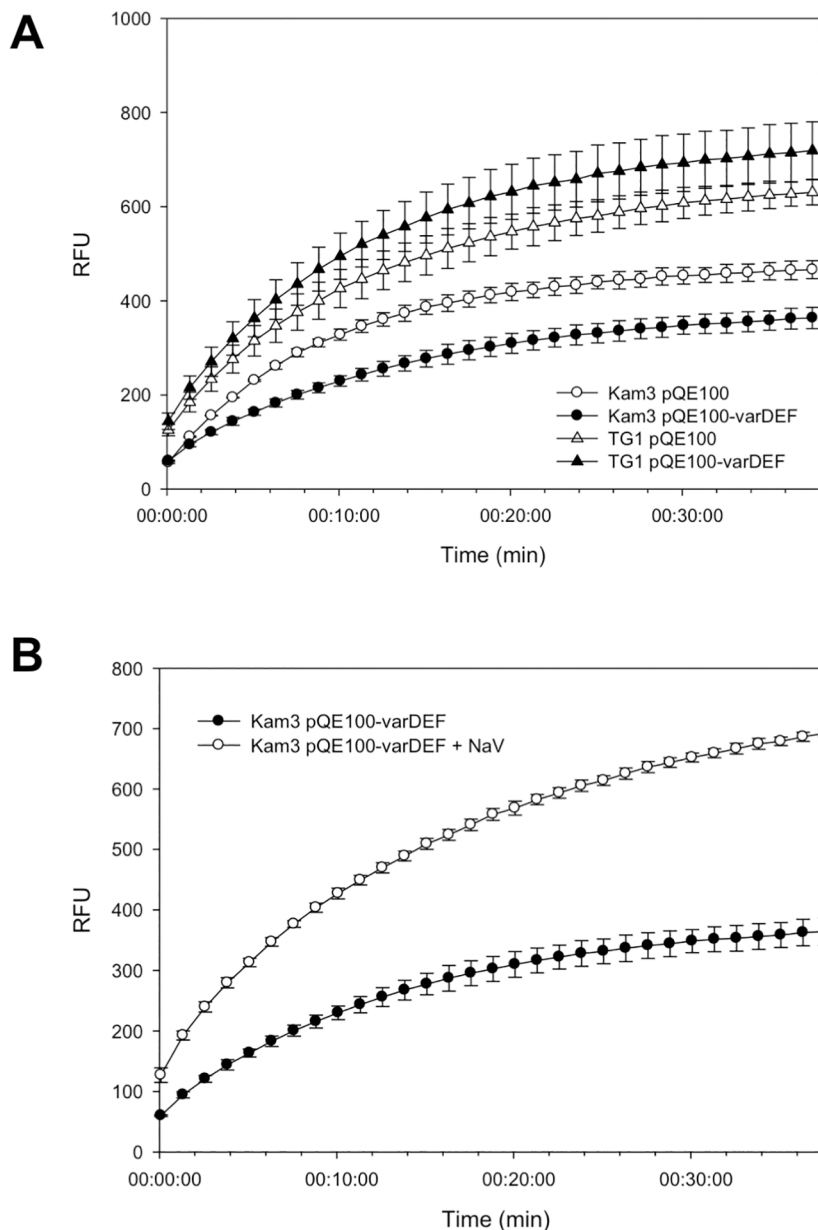 A
1000
800
600
400
200
0
RFU
Kam3 pQE100
Kam3 pQE100-varDEF
TG1 pQE100
TG1 pQE100-varDEF
00:00:00 00:10:00 00:20:00 00:30:00
Time (min)
B
800
700
600
500
400
300
200
100
0
RFU
Kam3 pQE100-varDEF
Kam3 pQE100-varDEF + NaV
00:00:00 00:10:00 00:20:00 00:30:00
Time (min)